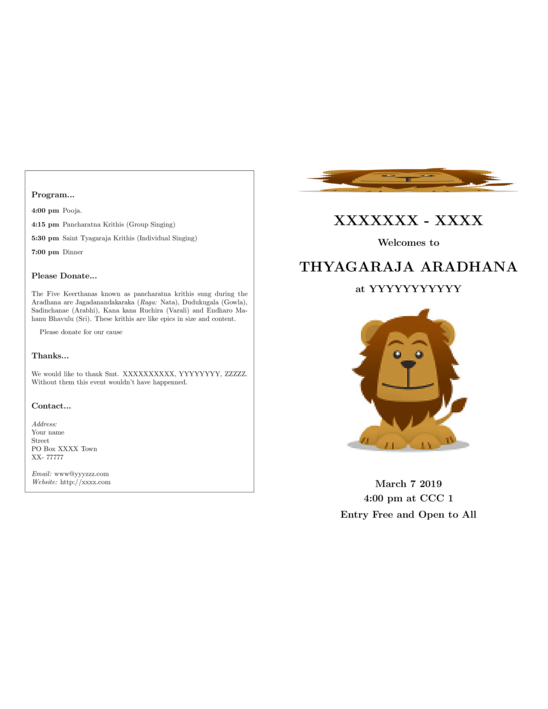 Program...
4:00 pm Pooja.
4:15 pm Pancharatna Krithis (Group Singing)
5:30 pm Saint Tyagaraja Krithis (Individual Singing)
7:00 pm Dinner
Please Donate...
The Five Keerthanas known as pancharatna krithis sung during the
Aradhana are Jagadanandakaraka (Raga: Nata), Dudukugala (Gowla),
Sadinchanae (Arabhi), Kana kana Ruchira (Varali) and Endharo Ma-
hanu Bhavulu (Sri). These krithis are like epics in size and content.
Please donate for our cause
Thanks...
We would like to thank Smt. XXXXXXXXXX, YYYYYYYY, ZZZZZ.
Without them this event wouldn't have happenned.
Contact...
Address:
Your name
Street
PO Box XXXX Town
XX- 77777
Email: www@yyyzzz.com
Website: http://xxxx.com
XXXXXXX - XXXX
Welcomes to
THYAGARAJA ARADHANA
at YYYYYYYYYYY
March 7 2019
4:00 pm at CCC 1
Entry Free and Open to All